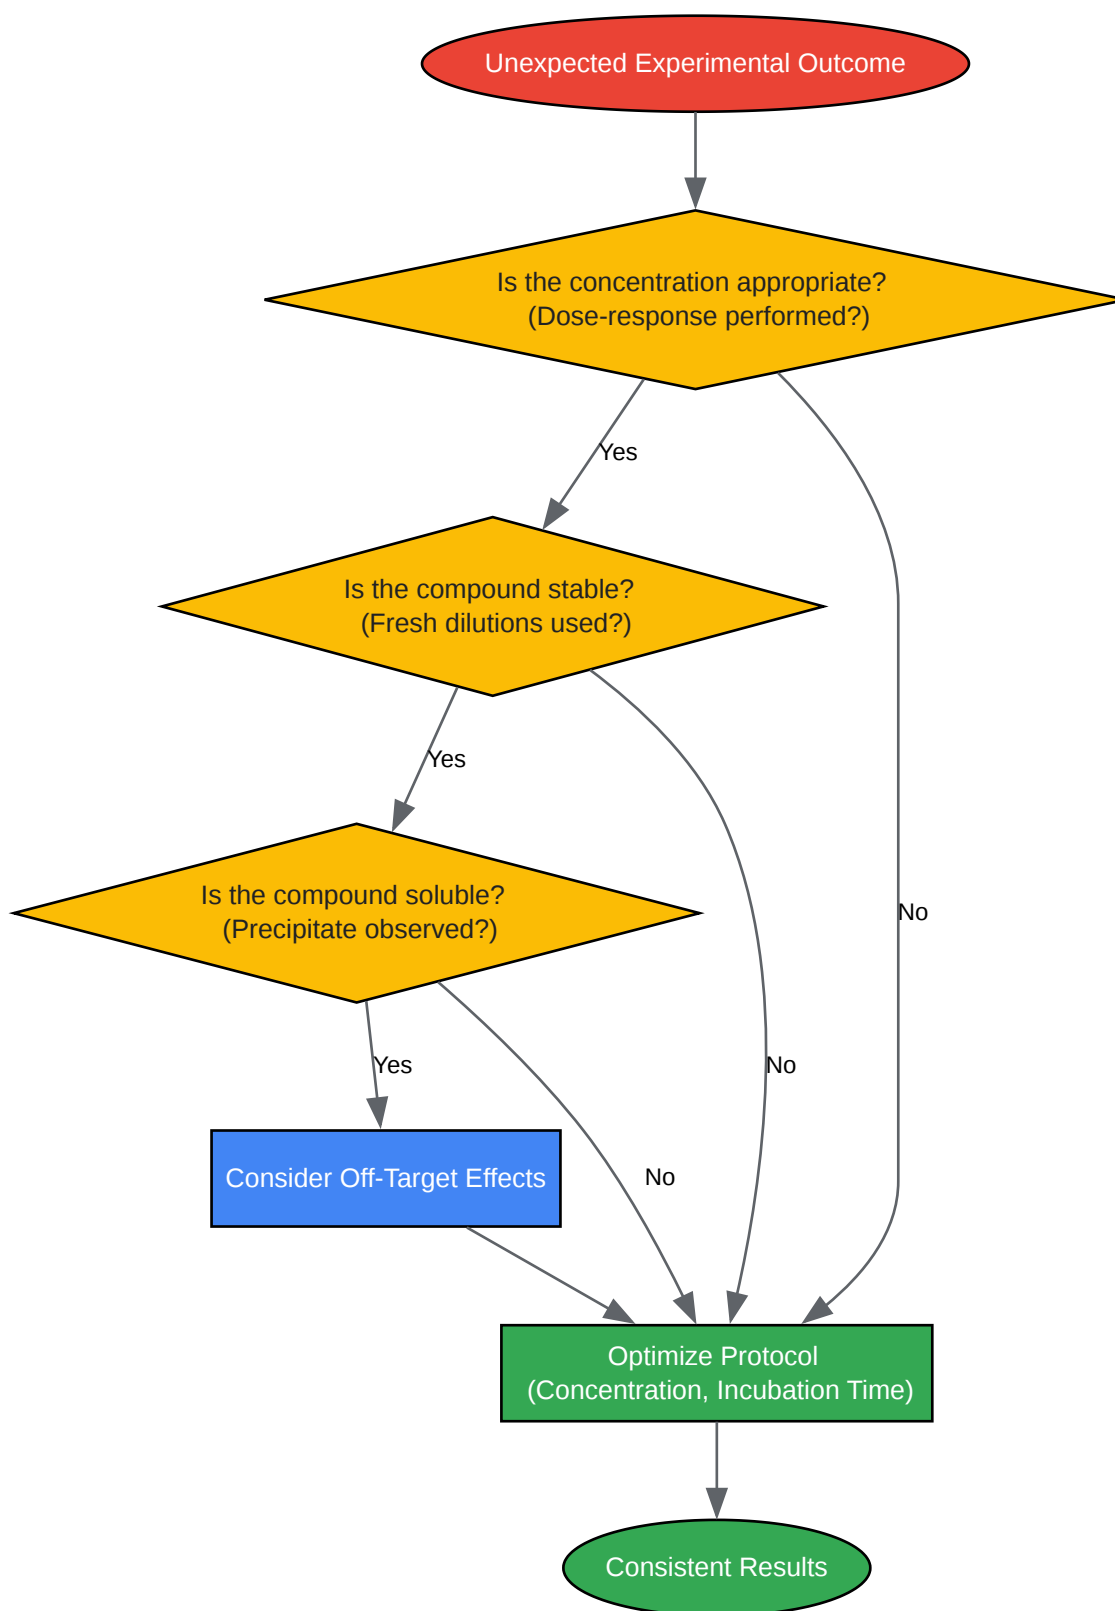 Unexpected Experimental Outcome
Is the concentration appropriate?
(Dose-response performed?)
Yes
Is the compound stable?
(Fresh dilutions used?)
Yes
Is the compound soluble?
(Precipitate observed?)
No
Yes
No
Consider Off-Target Effects
No
Optimize Protocol
(Concentration, Incubation Time)
Consistent Results